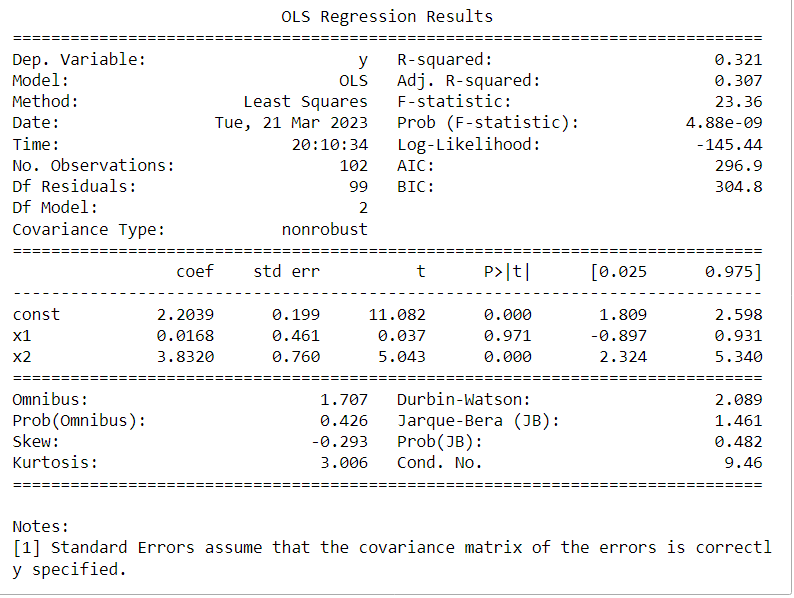 OLS Regression Results
==============================================================================
Dep. Variable:                      y   R-squared:                       0.321
Model:                            OLS   Adj. R-squared:                  0.307
Method:                 Least Squares   F-statistic:                     23.36
Date:                Tue, 21 Mar 2023   Prob (F-statistic):           4.88e-09
Time:                        20:10:34   Log-Likelihood:                -145.44
No. Observations:                 102   AIC:                             296.9
Df Residuals:                      99   BIC:                             304.8
Df Model:                           2
Covariance Type:            nonrobust
==============================================================================
                 coef    std err          t      P>|t|      [0.025      0.975]
------------------------------------------------------------------------------
const          2.2039      0.199     11.082      0.000       1.809       2.598
x1             0.0168      0.461      0.037      0.971      -0.897       0.931
x2             3.8320      0.760      5.043      0.000       2.324       5.340
==============================================================================
Omnibus:                        1.707   Durbin-Watson:                   2.089
Prob(Omnibus):                  0.426   Jarque-Bera (JB):                1.461
Skew:                          -0.293   Prob(JB):                        0.482
Kurtosis:                       3.006   Cond. No.                         9.46
==============================================================================
Notes:
[1] Standard Errors assume that the covariance matrix of the errors is correctl
y specified.